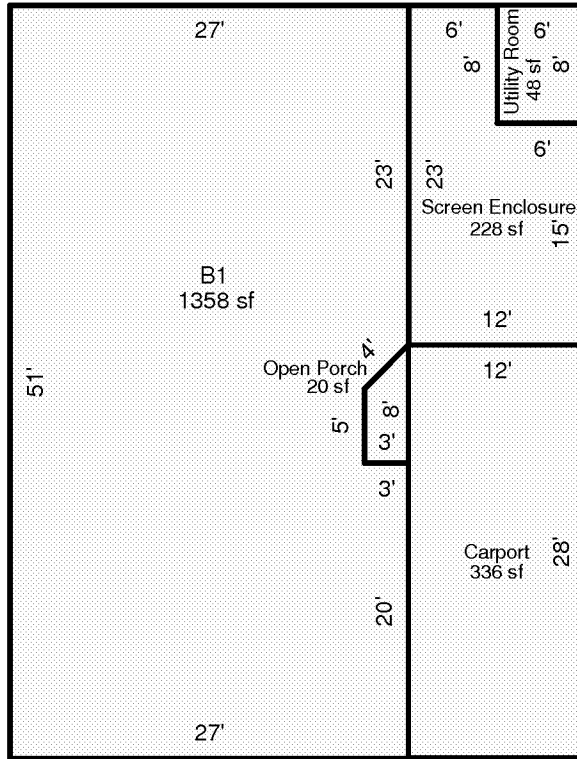 27'
6'
6'
8'
Utility Room
48 sf
8'
6'
23'
23'
Screen Enclosure
228 sf
15'
B1
1358 sf
12'
51'
4'
Open Porch
20 sf
12'
5'
8'
3'
3'
Carport
336 sf
28'
20'
27'